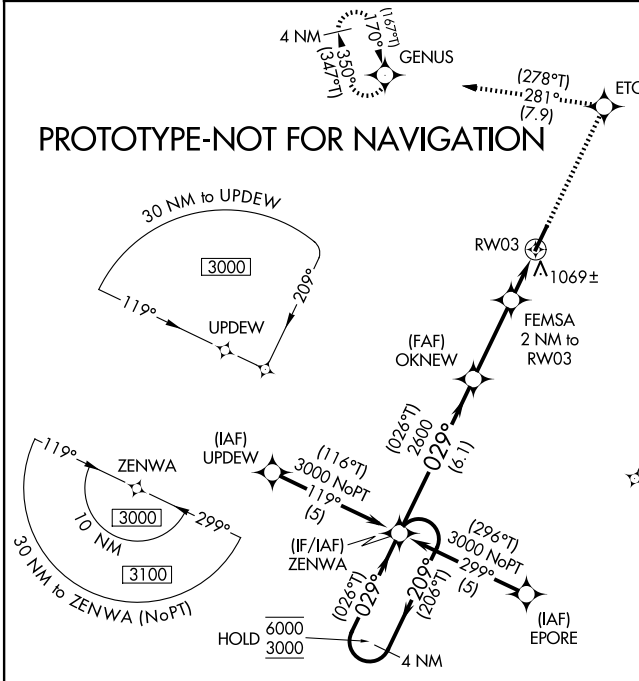 4 NM
170°
(167°T)
350°
(347°T)
GENUS
(278°T)
281°
(7.9)
ETC
PROTOTYPE-NOT FOR NAVIGATION
30 NM to UPDEW
3000
119°
209°
UPDEW
RW03
1069±
FEMSA
2 NM to
RW03
(FAF)
OKNEW
(026°T)
2600
029°
(6.1)
119°
ZENWA
299°
3000
10 NM
3100
30 NM to ZENWA (NoPT)
(IAF)
UPDEW
(116°T)
3000 NoPT
119°
(5)
(IF/IAF)
ZENWA
(296°T)
3000 NoPT
299°
(5)
(IAF)
EPORE
(026°T)
029°
209°
(206°T)
HOLD
6000
3000
4 NM